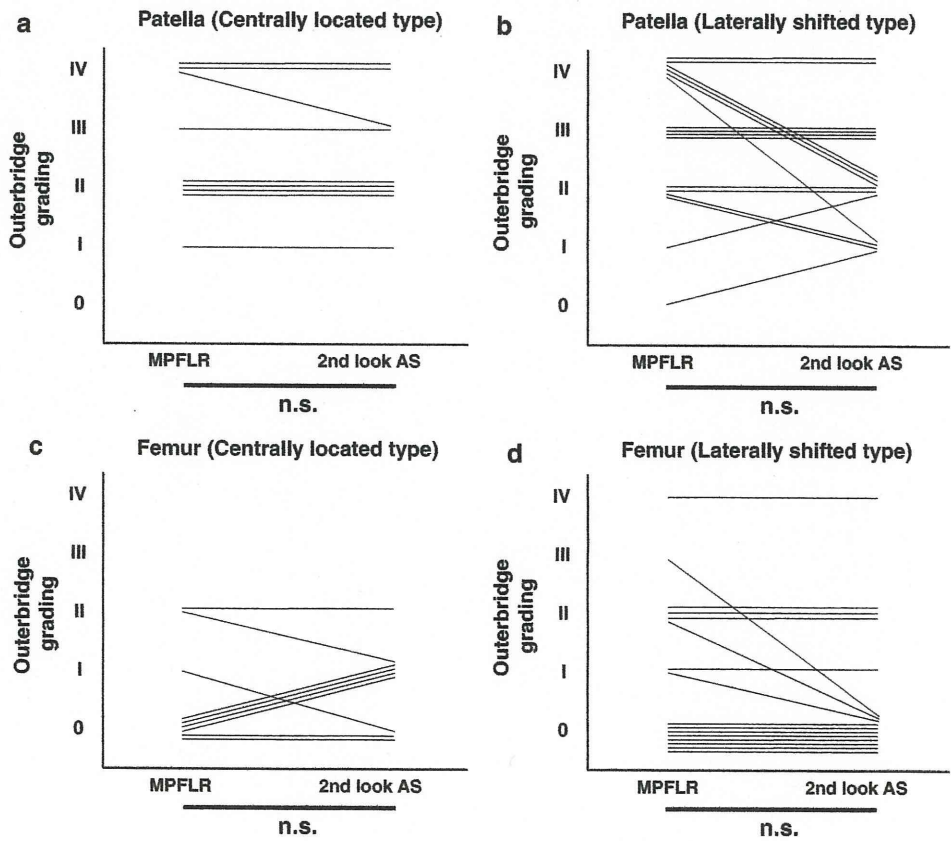 a
Patella (Centrally located type)
Outerbridge grading
IV
III
II
I
0
MPFLR
2nd look AS
n.s.
b
Patella (Laterally shifted type)
Outerbridge grading
IV
III
II
I
0
MPFLR
2nd look AS
n.s.
c
Femur (Centrally located type)
Outerbridge grading
IV
III
II
I
0
MPFLR
2nd look AS
n.s.
d
Femur (Laterally shifted type)
Outerbridge grading
IV
III
II
I
0
MPFLR
2nd look AS
n.s.